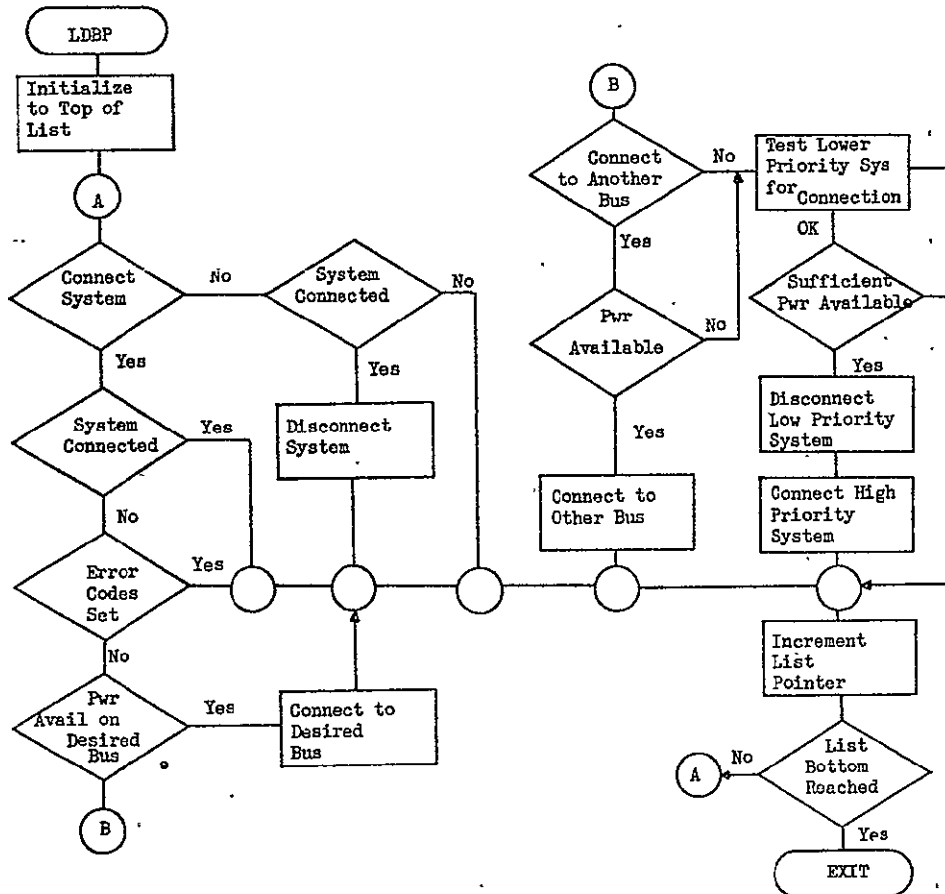 LDBP
Initialize
to Top of
List
A
Connect
System
No
System
Connected
No
Yes
Yes
System
Connected
Yes
Disconnect
System
No
Error
Codes
Set
Yes
No
Pwr
Avail on
Desired
Bus
Yes
Connect to
Desired
Bus
B
B
Connect
to Another
Bus
No
Test Lower
Priority Sys
for Connection
Yes
OK
Pwr
Available
No
Sufficient
Pwr Available
Yes
Yes
Disconnect
Low Priority
System
Connect to
Other Bus
Connect High
Priority
System
Increment
List
Pointer
A
No
List
Bottom
Reached
Yes
EXIT